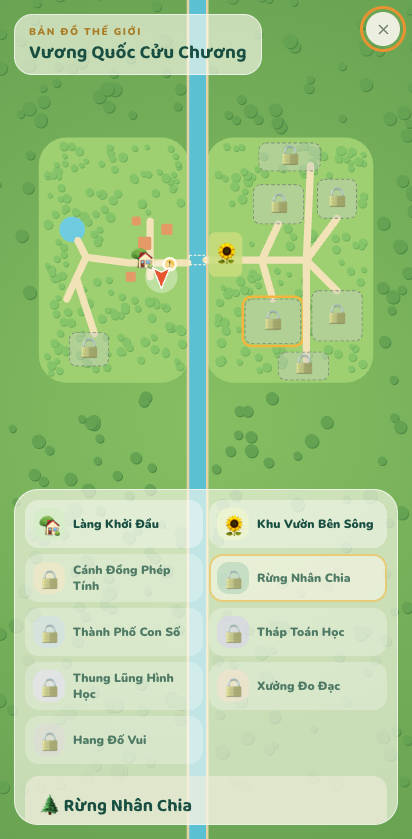 BẢN ĐỒ THẾ GIỚI
Vương Quốc Cửu Chương
Làng Khởi Đầu
Khu Vườn Bên Sông
Cánh Đồng Phép
Tính
Rừng Nhân Chia
Thành Phố Con Số
Tháp Toán Học
Thung Lũng Hình
Học
Xưởng Đo Đạc
Hang Đố Vui
Rừng Nhân Chia